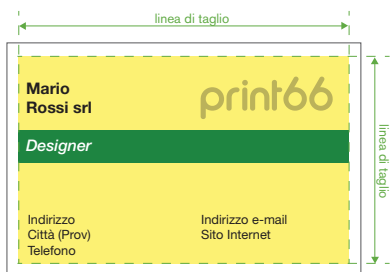 linea di taglio
Mario
Rossi srl
print66
Designer
linea di taglio
Indirizzo
Città (Prov)
Telefono
Indirizzo e-mail
Sito Internet